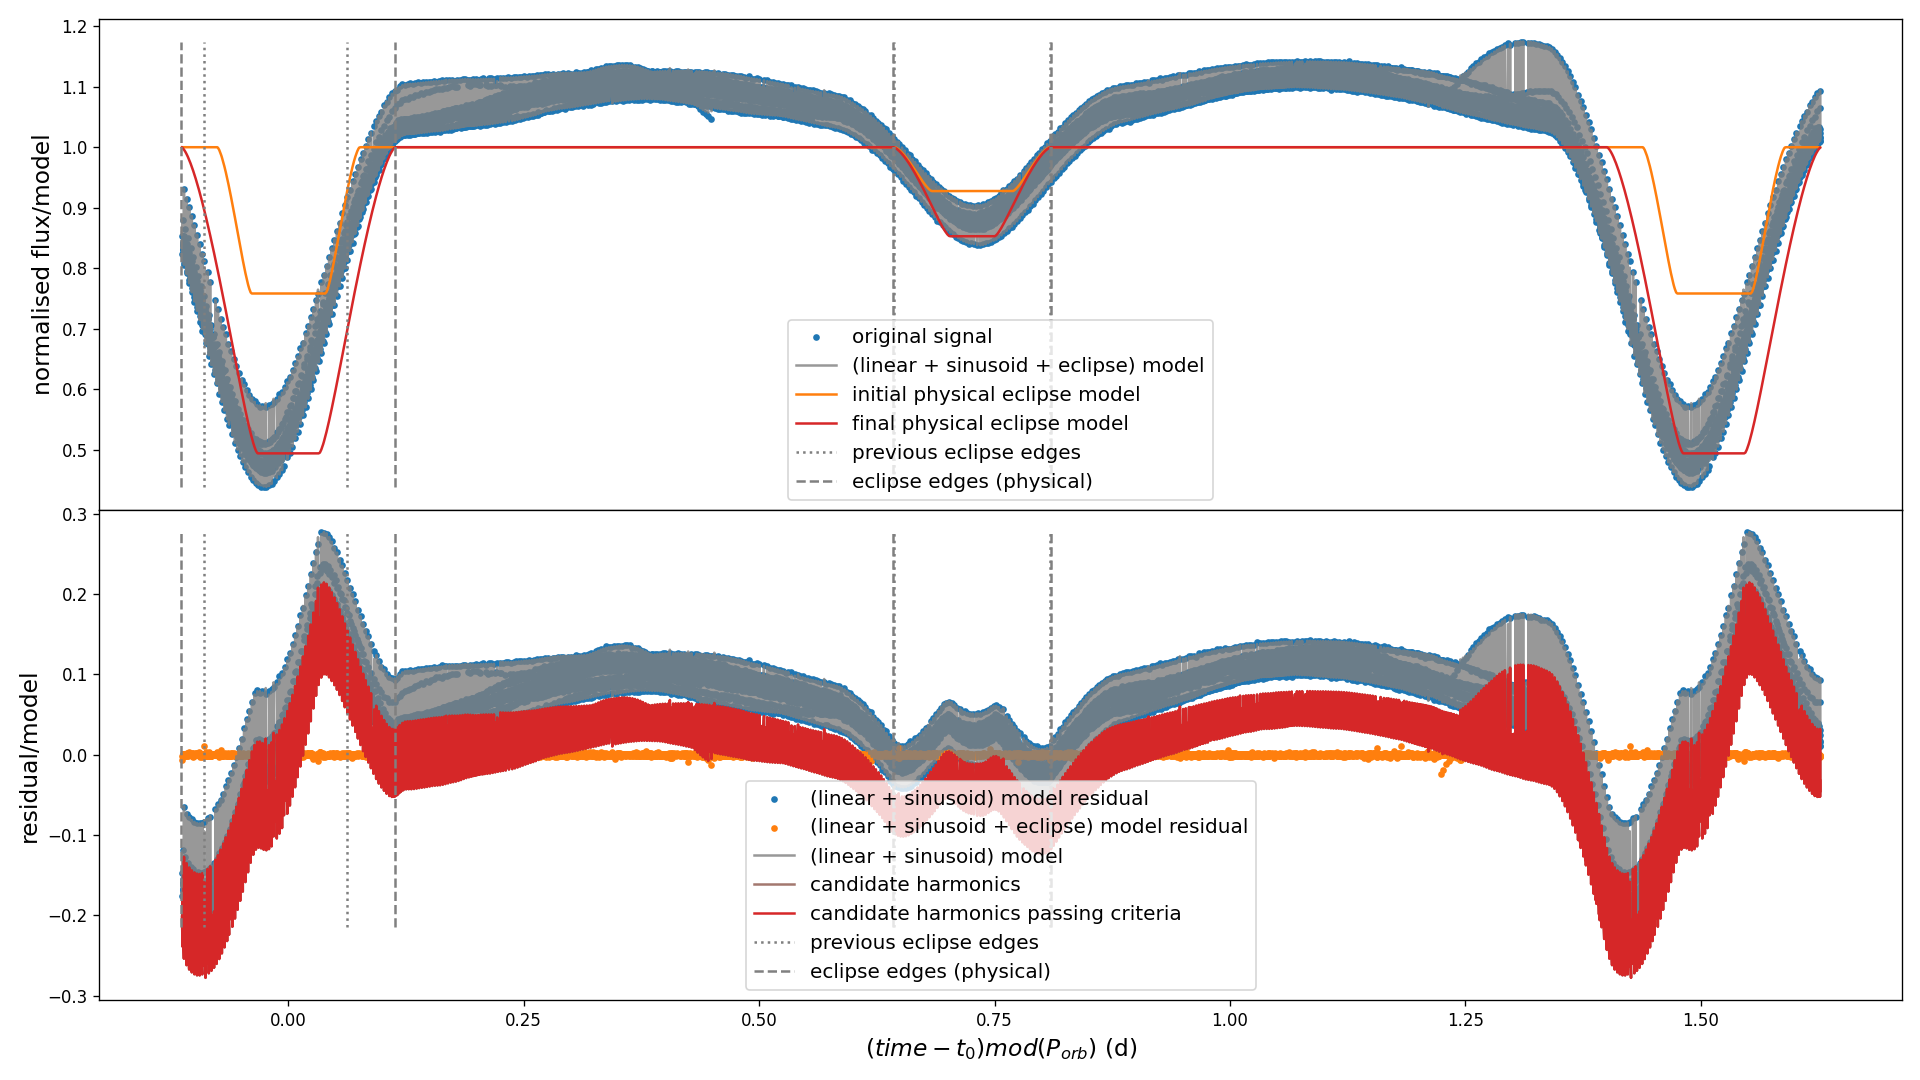 1.2
1.1
1.0
0.9
0.8
0.7
0.6
0.5
normalised flux/model
original signal
(linear + sinusoid + eclipse) model
initial physical eclipse model
final physical eclipse model
previous eclipse edges
eclipse edges (physical)
0.3
0.2
0.1
0.0
−0.1
−0.2
−0.3
residual/model
(linear + sinusoid) model residual
(linear + sinusoid + eclipse) model residual
(linear + sinusoid) model
candidate harmonics
candidate harmonics passing criteria
previous eclipse edges
eclipse edges (physical)
0.00 0.25 0.50 0.75 1.00 1.25 1.50
(time − t₀)mod(Pₒᵣb) (d)